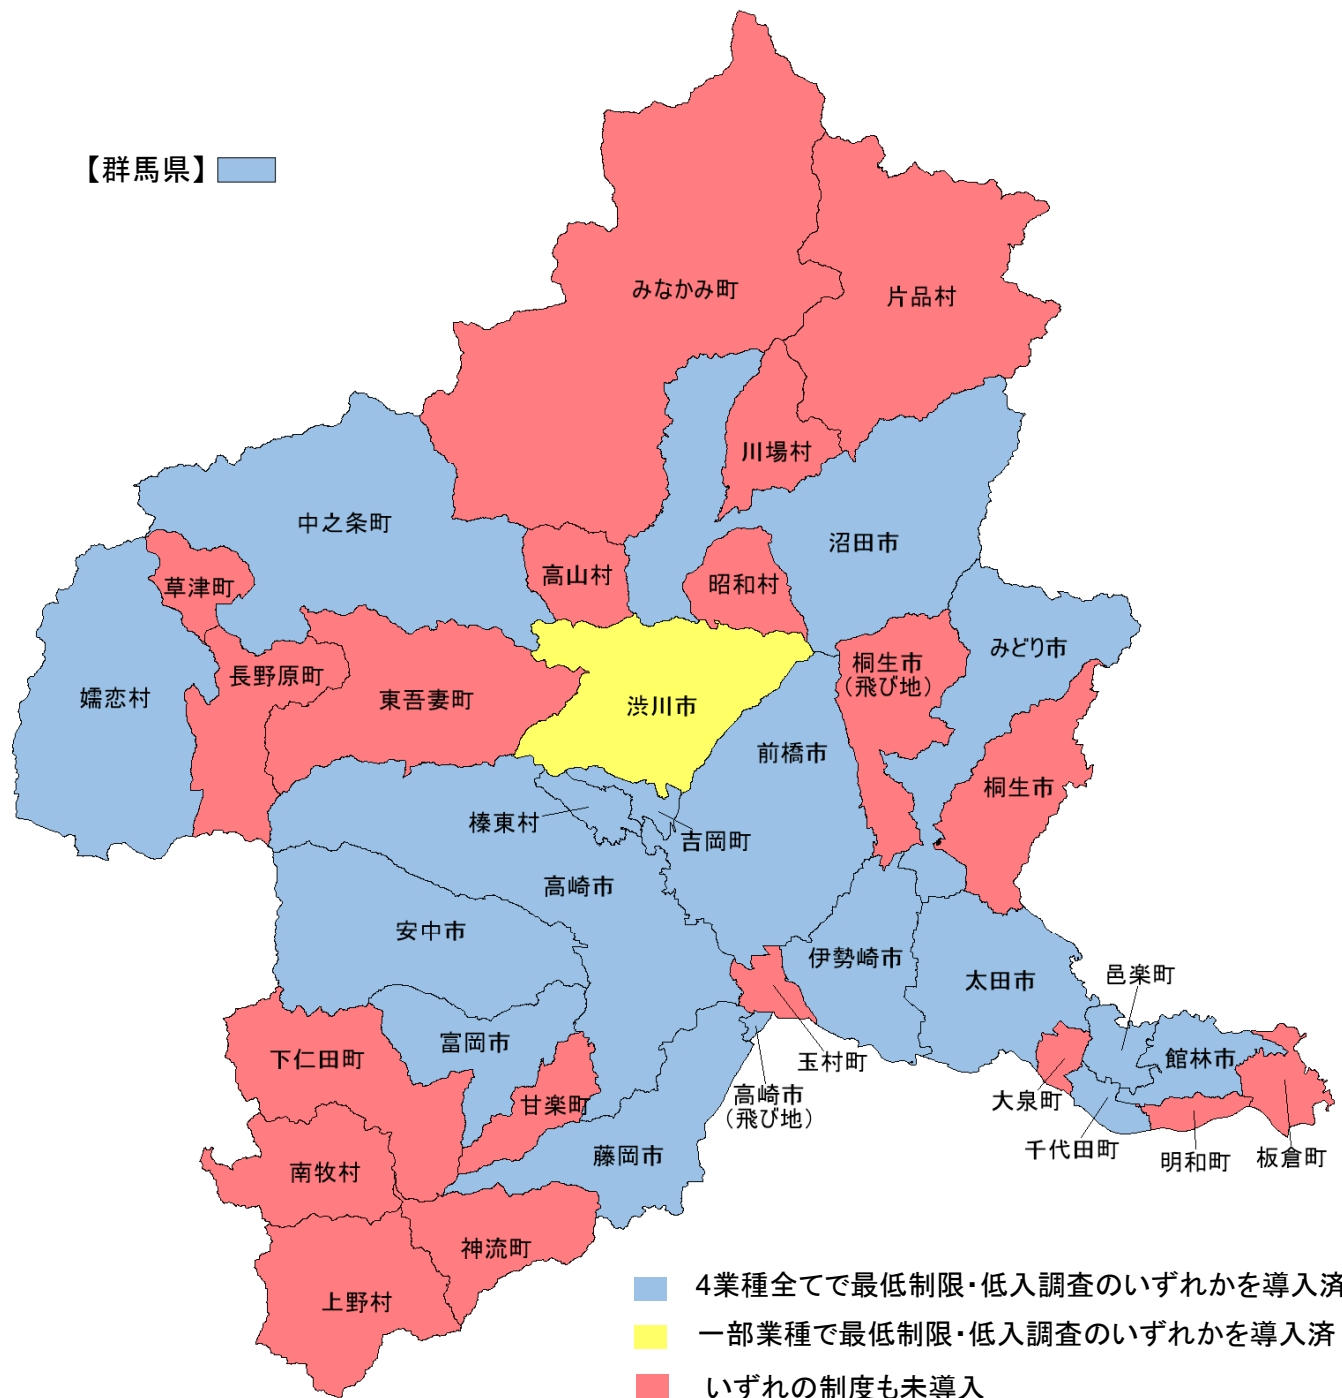 【群馬県】
みなかみ町
片品村
川場村
中之条町
沼田市
高山村
昭和村
草津町
みどり市
桐生市
（飛び地）
長野原町
東吾妻町
嬬恋村
渋川市
前橋市
桐生市
榛東村
吉岡町
高崎市
安中市
伊勢崎市
太田市
邑楽町
富岡市
下仁田町
玉村町
館林市
甘楽町
高崎市
（飛び地）
大泉町
千代田町
明和町
板倉町
藤岡市
南牧村
神流町
上野村
4業種全てで最低制限・低入調査のいずれかを導入済
一部業種で最低制限・低入調査のいずれかを導入済
いずれの制度も未導入